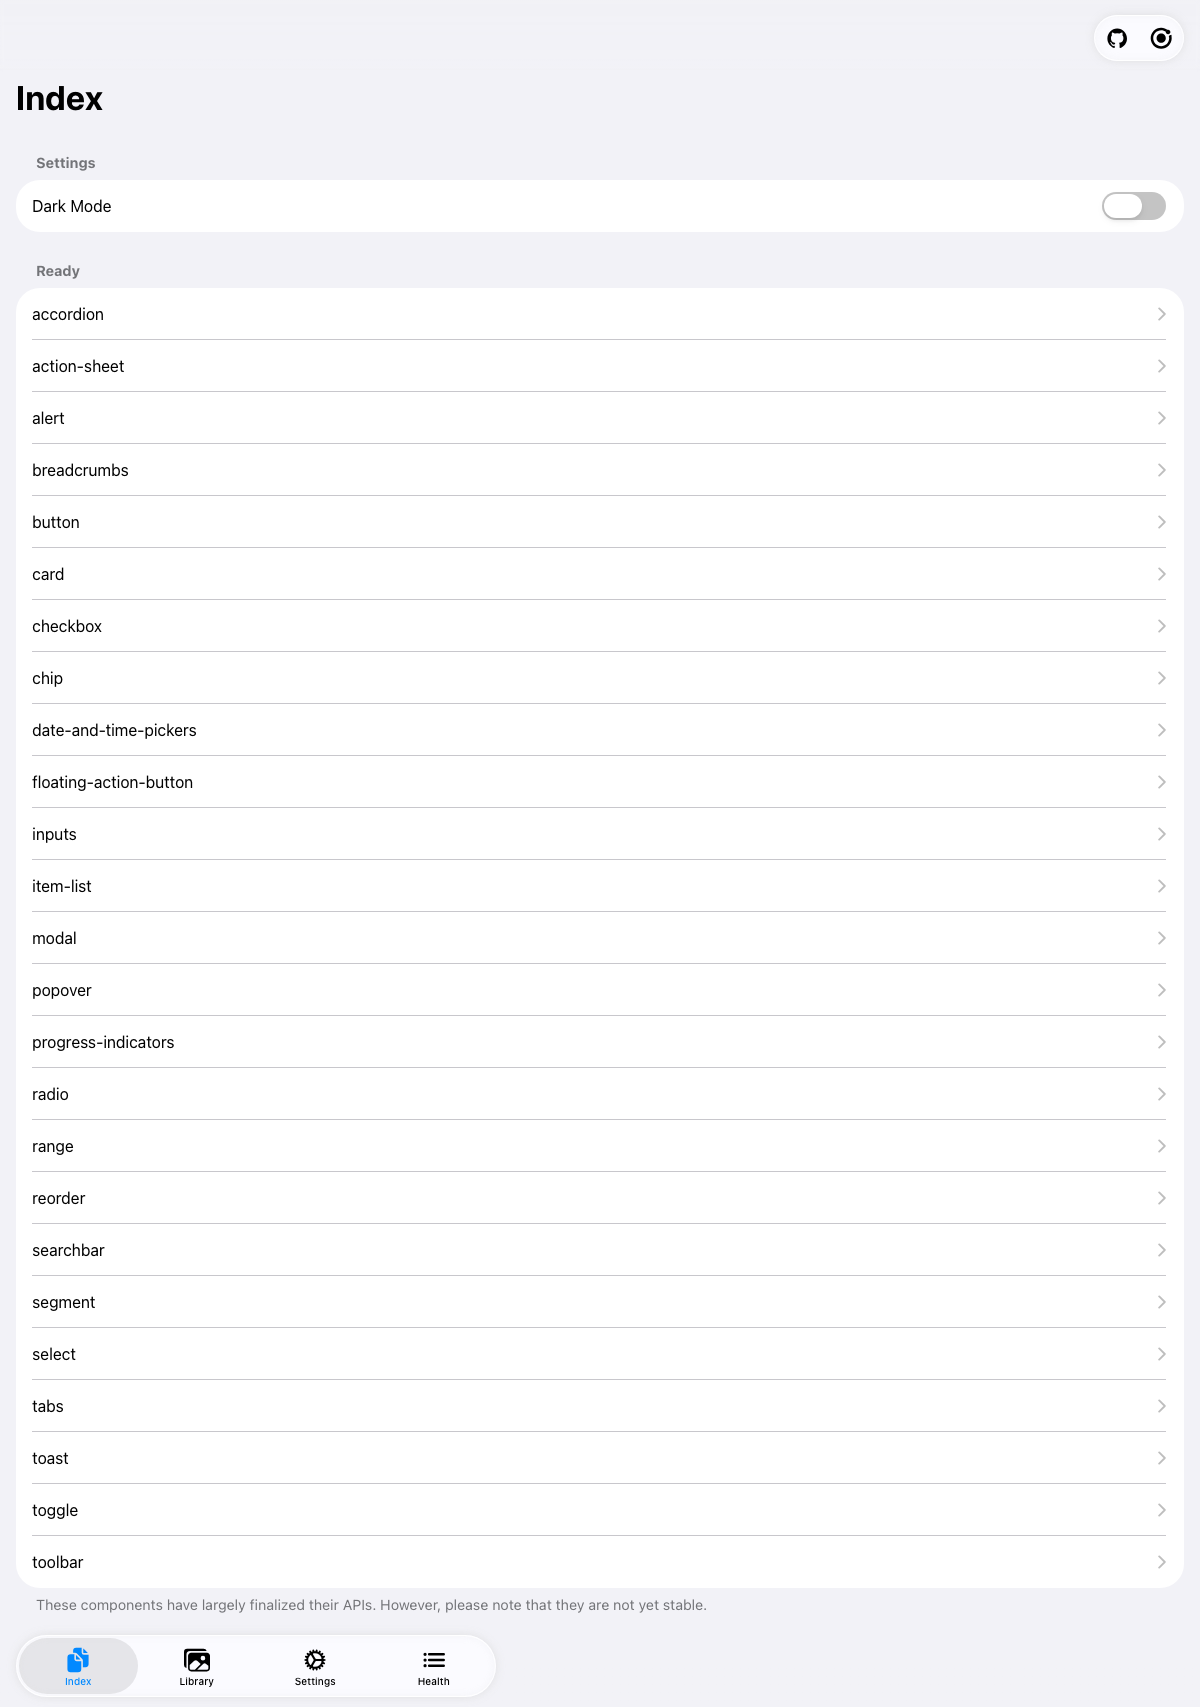 Index
Settings
Dark Mode
Ready
accordion
action-sheet
alert
breadcrumbs
button
card
checkbox
chip
date-and-time-pickers
floating-action-button
inputs
item-list
modal
popover
progress-indicators
radio
range
reorder
searchbar
segment
select
tabs
toast
toggle
toolbar
These components have largely finalized their APIs. However, please note that they are not yet stable.
Index
Library
Settings
Health